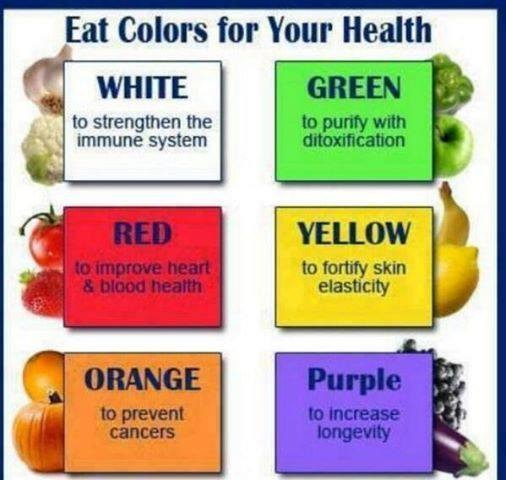 Eat Colors for Your Health
WHITE
to strengthen the
immune system
GREEN
to purify with
ditoxification
RED
to improve heart
& blood health
YELLOW
to fortify skin
elasticity
ORANGE
to prevent
cancers
Purple
to increase
longevity